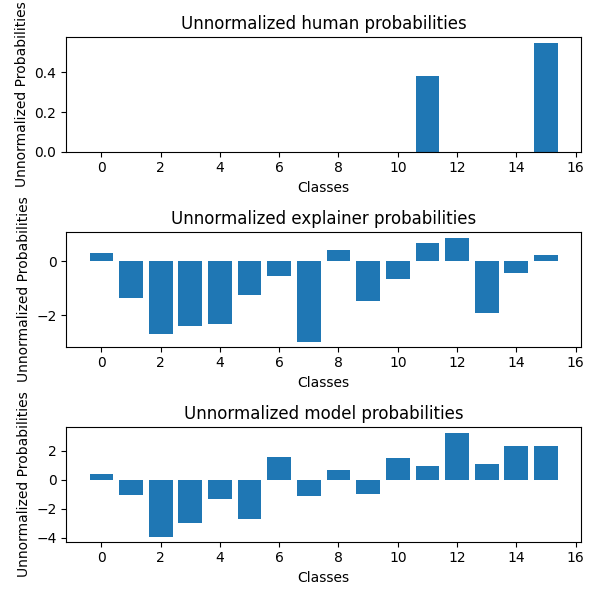 Unnormalized human probabilities
Unnormalized Probabilities
0.4
0.2
0.0
0 2 4 6 8 10 12 14 16
Classes
Unnormalized explainer probabilities
Unnormalized Probabilities
0
−2
0 2 4 6 8 10 12 14 16
Classes
Unnormalized model probabilities
Unnormalized Probabilities
2
0
−2
−4
0 2 4 6 8 10 12 14 16
Classes